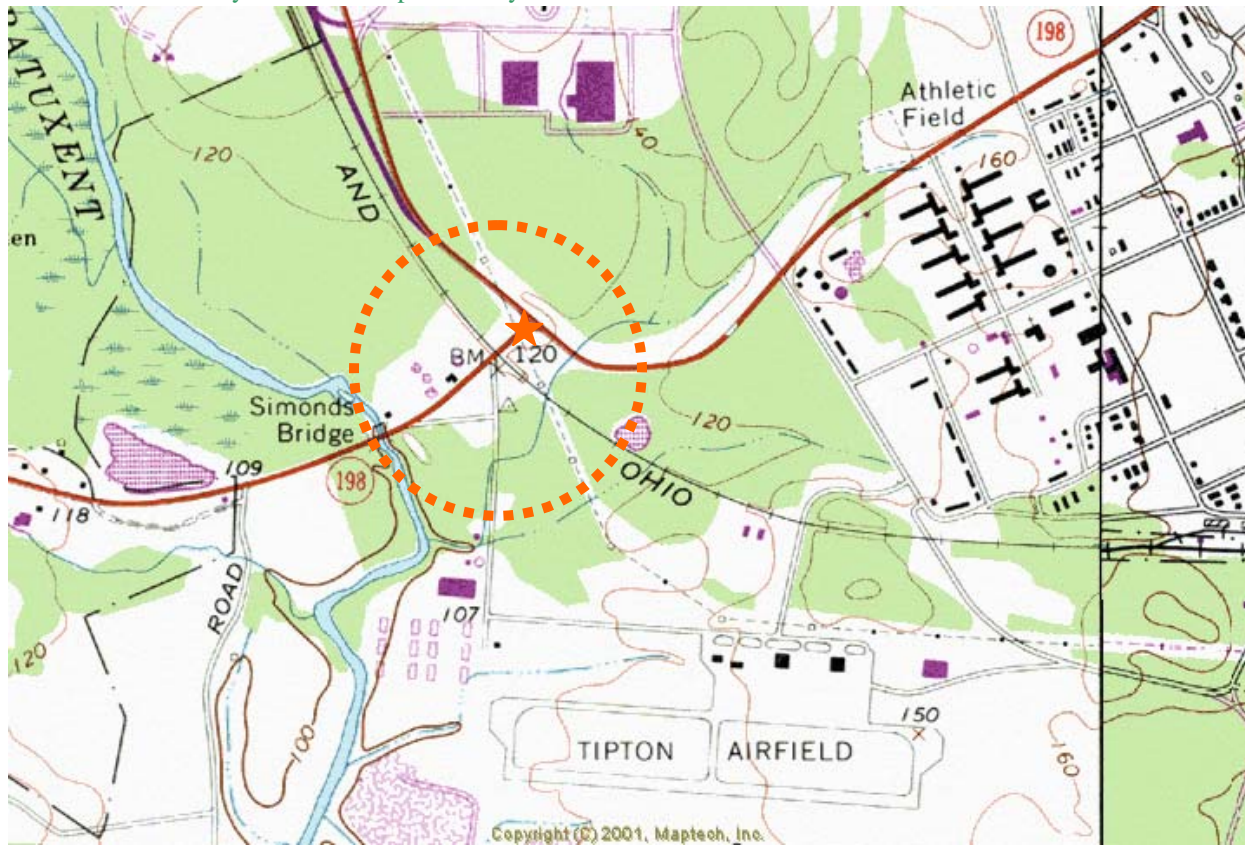 198
Athletic
Field
PATUXENT
120
AND
40
160
en
BM 120
Simonds
Bridge
120
109
198
OHIO
118
ROAD
107
120
100
150
TIPTON AIRFIELD
160
Copyright (C) 2001, Maptech, Inc.